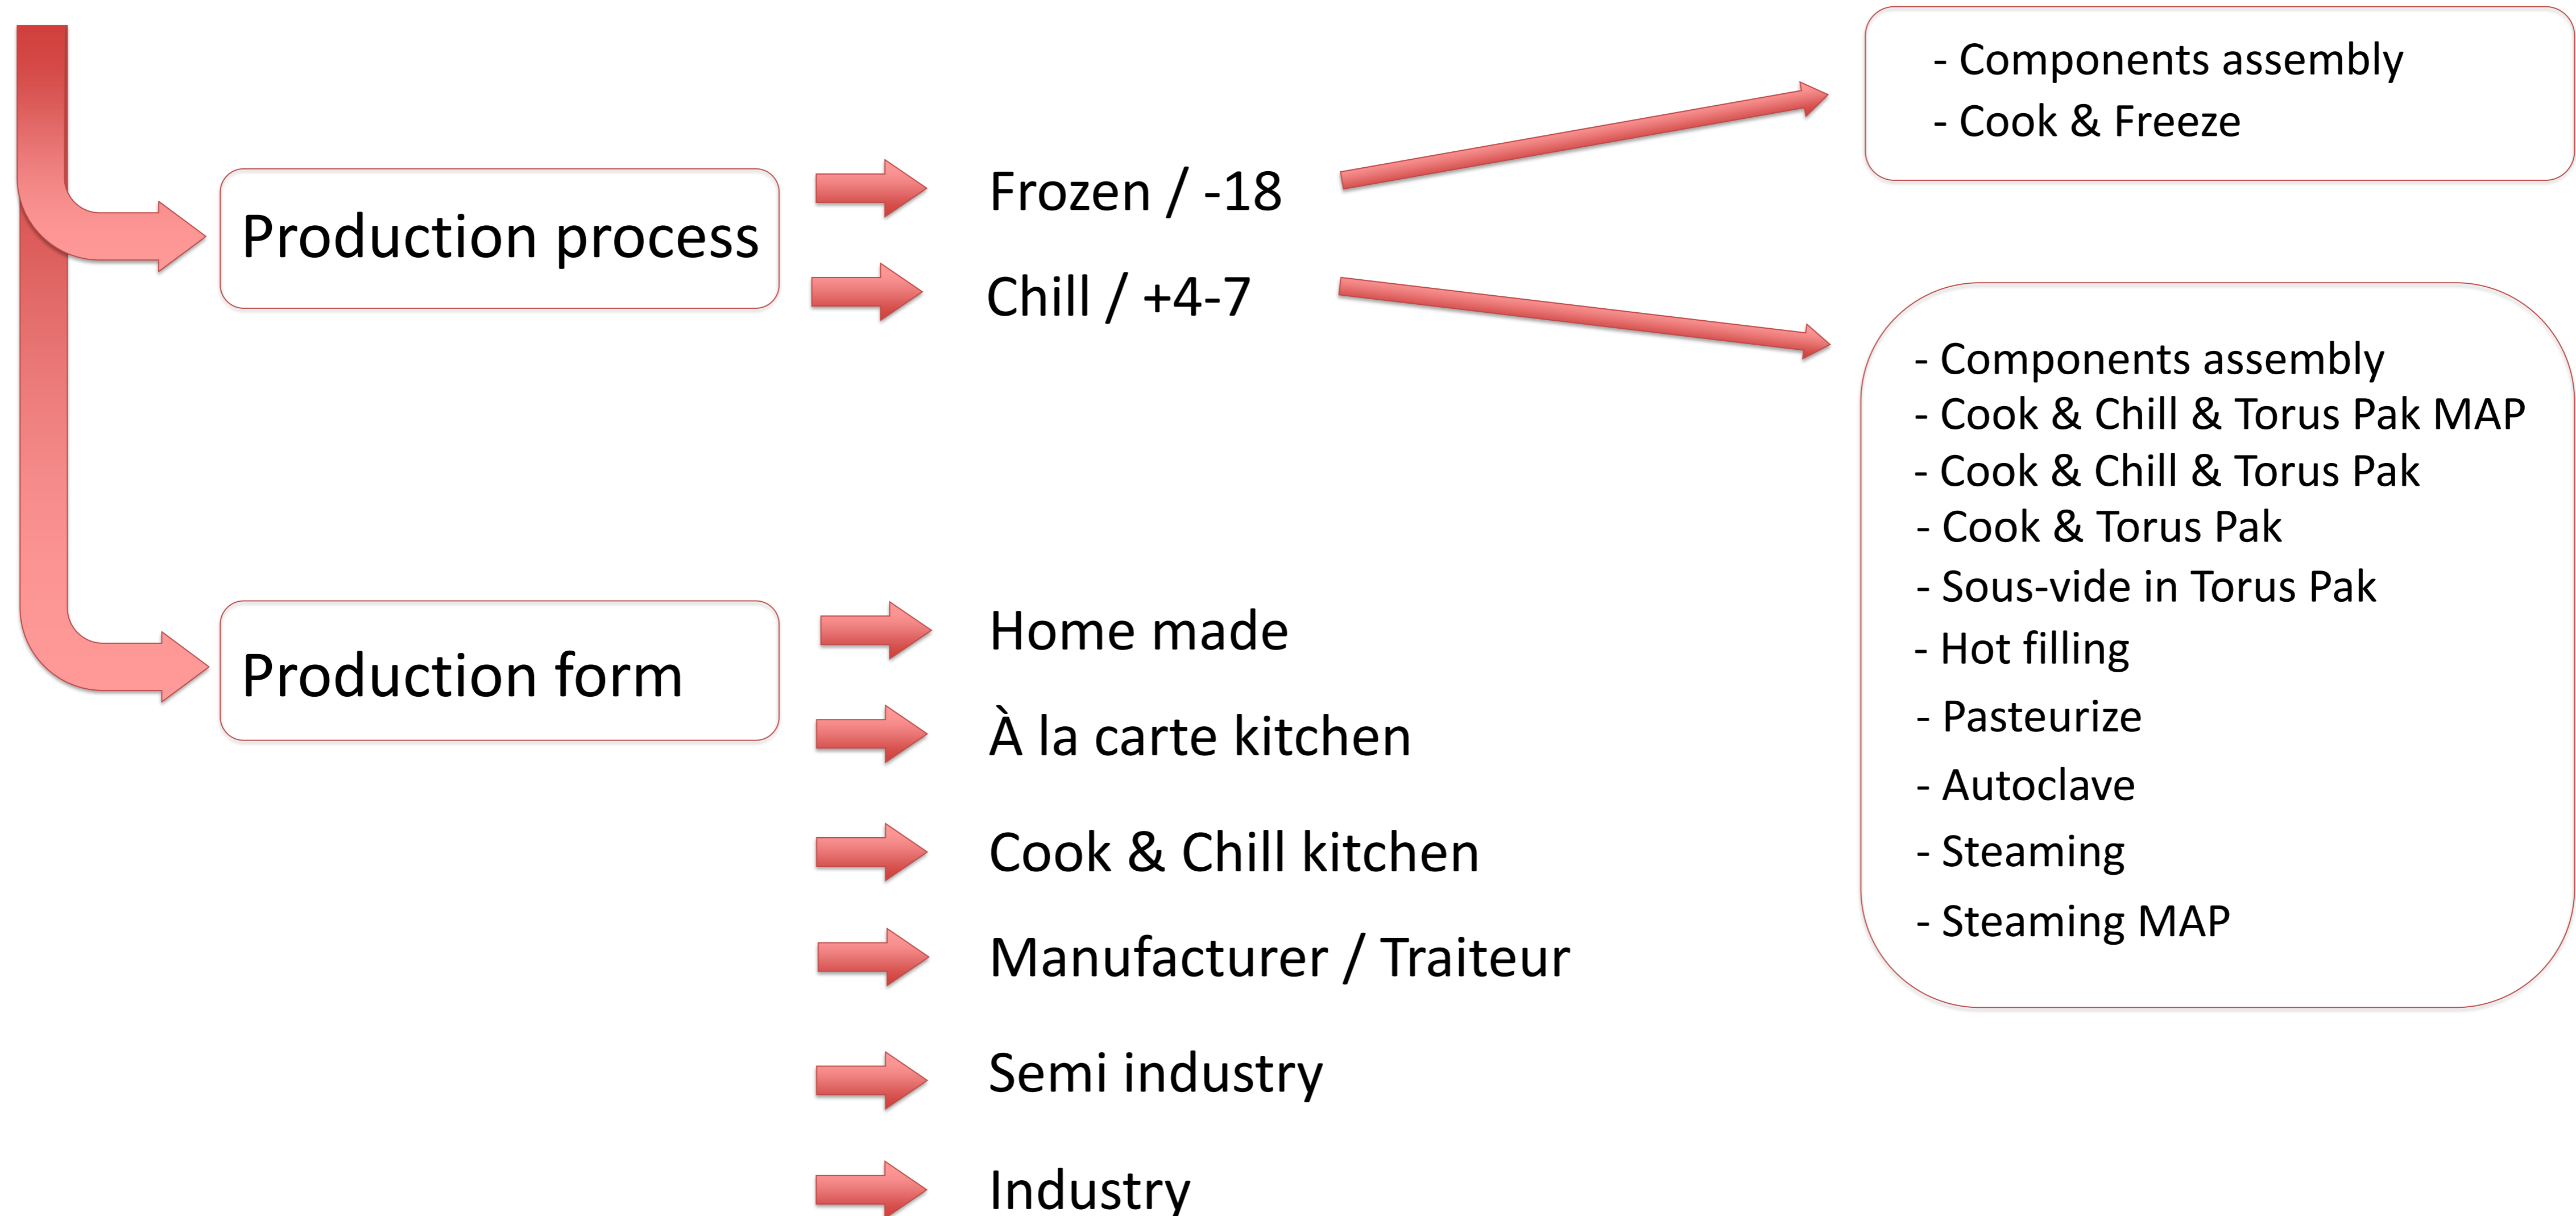 Production process
Frozen / -18
Chill / +4-7
- Components assembly
- Cook & Freeze
- Components assembly
- Cook & Chill & Torus Pak MAP
- Cook & Chill & Torus Pak
- Cook & Torus Pak
- Sous-vide in Torus Pak
- Hot filling
- Pasteurize
- Autoclave
- Steaming
- Steaming MAP
Production form
Home made
À la carte kitchen
Cook & Chill kitchen
Manufacturer / Traiteur
Semi industry
Industry